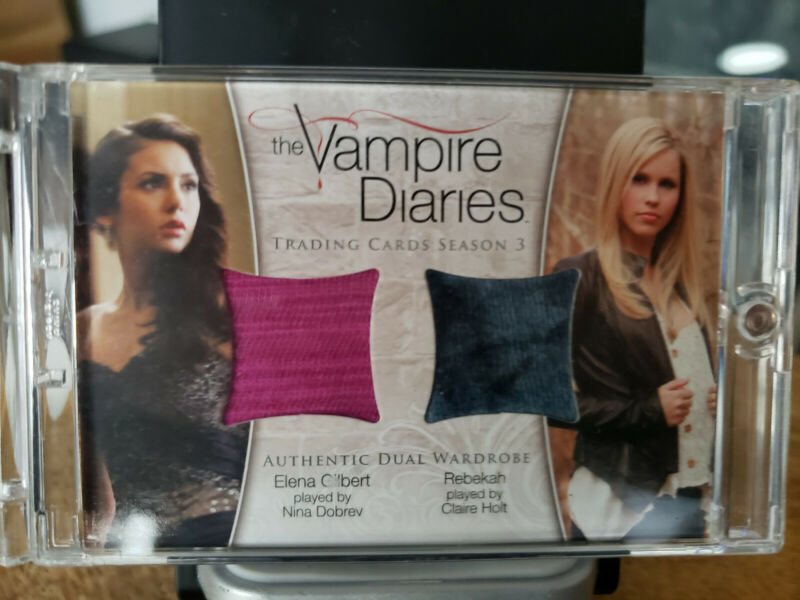 the Vampire
Diaries
TRADING CARDS SEASON 3
AUTHENTIC DUAL WARDROBE
Elena Gilbert
played by
Nina Dobrev
Rebekah
played by
Claire Holt